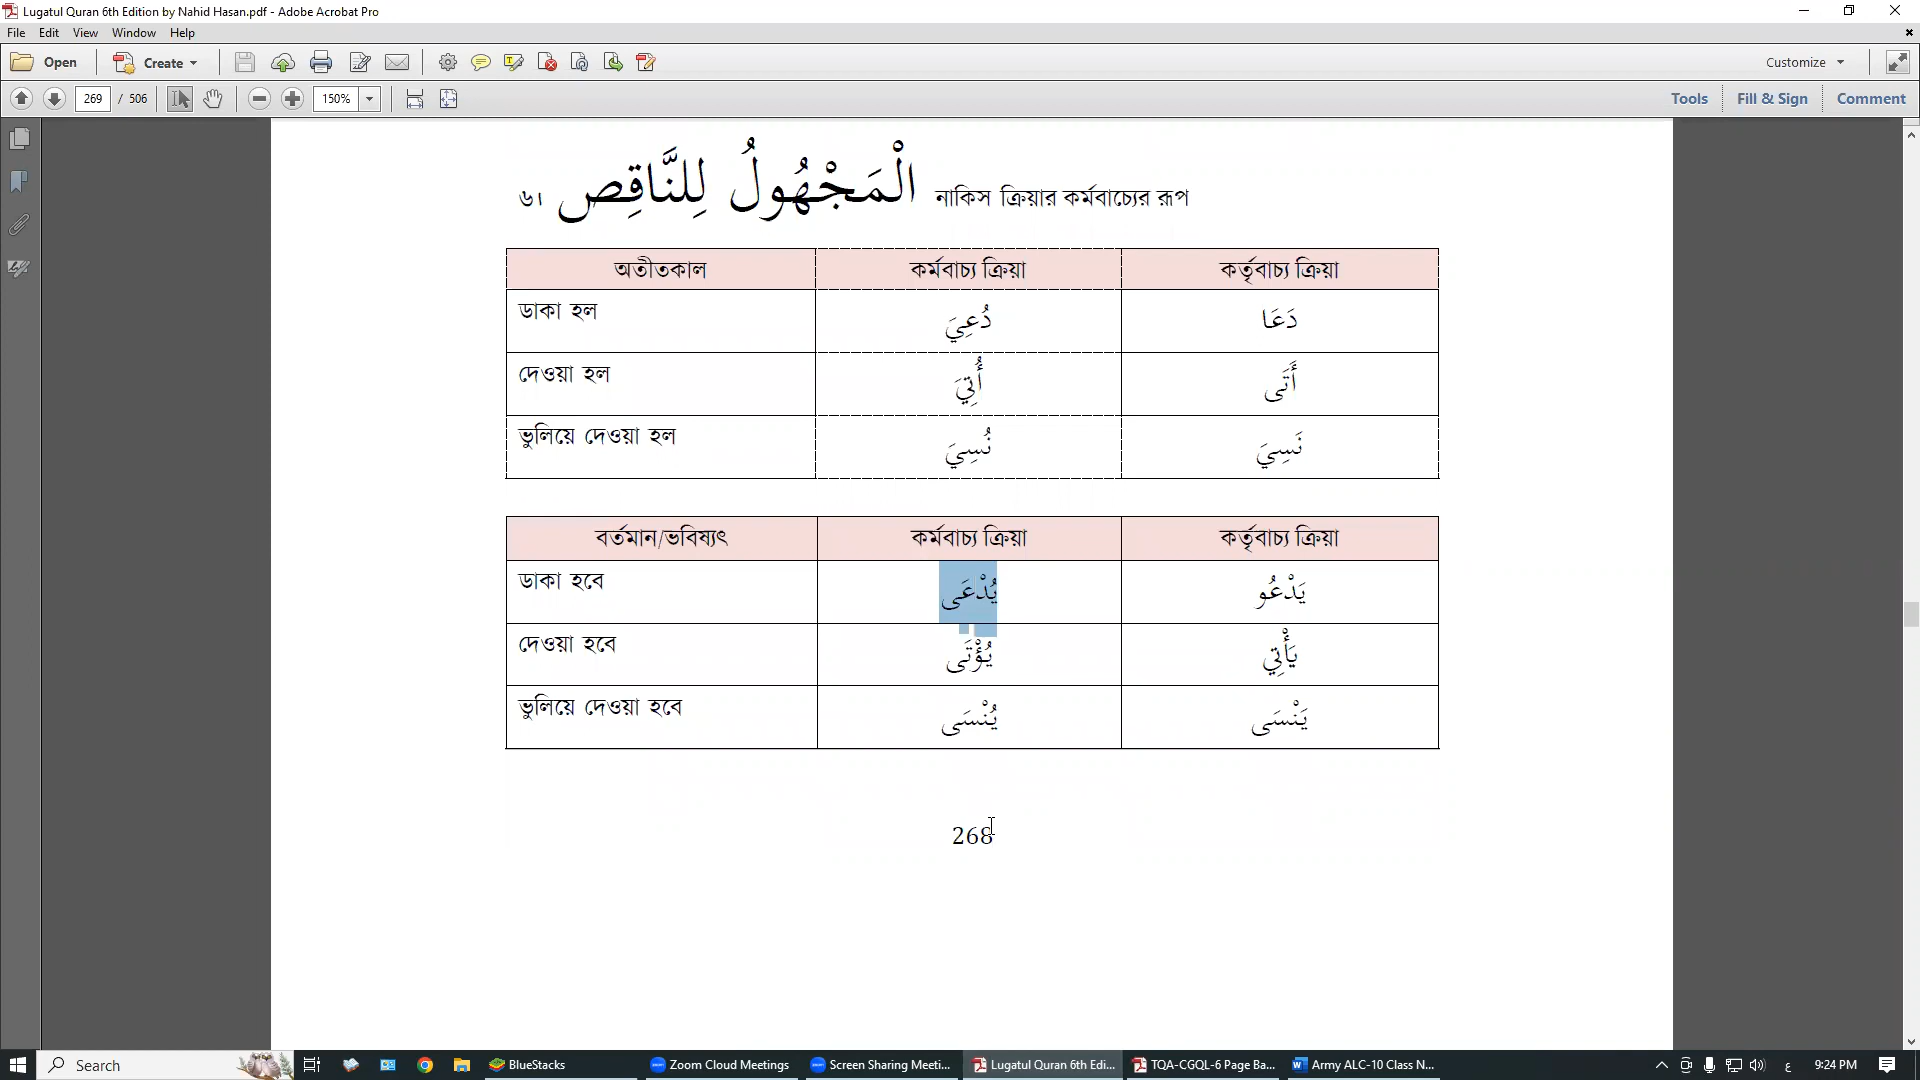 Lugatul Quran 6th Edition by Nahid Hasan.pdf - Adobe Acrobat Pro
File Edit View Window Help
Open Create Customize
269 / 506 150% Tools Fill & Sign Comment
৬। الْمَجْهُولُ لِلنَّاقِصِ নাকিস ক্রিয়ার কর্মবাচ্যের রূপ
অতীতকাল কর্মবাচ্য ক্রিয়া কর্তৃবাচ্য ক্রিয়া
ডাকা হল دُعِيَ دَعَا
দেওয়া হল أُتِيَ أَتَى
ভুলিয়ে দেওয়া হল نُسِيَ نَسِيَ
বর্তমান/ভবিষ্যৎ কর্মবাচ্য ক্রিয়া কর্তৃবাচ্য ক্রিয়া
ডাকা হবে يُدْعَى يَدْعُو
দেওয়া হবে يُؤْتَى يَأْتِي
ভুলিয়ে দেওয়া হবে يُنْسَى يَنْسَى
268
Search BlueStacks Zoom Cloud Meetings Screen Sharing Meeti... Lugatul Quran 6th Edi... TQA-CGQL-6 Page Ba... Army ALC-10 Class N... ع 9:24 PM